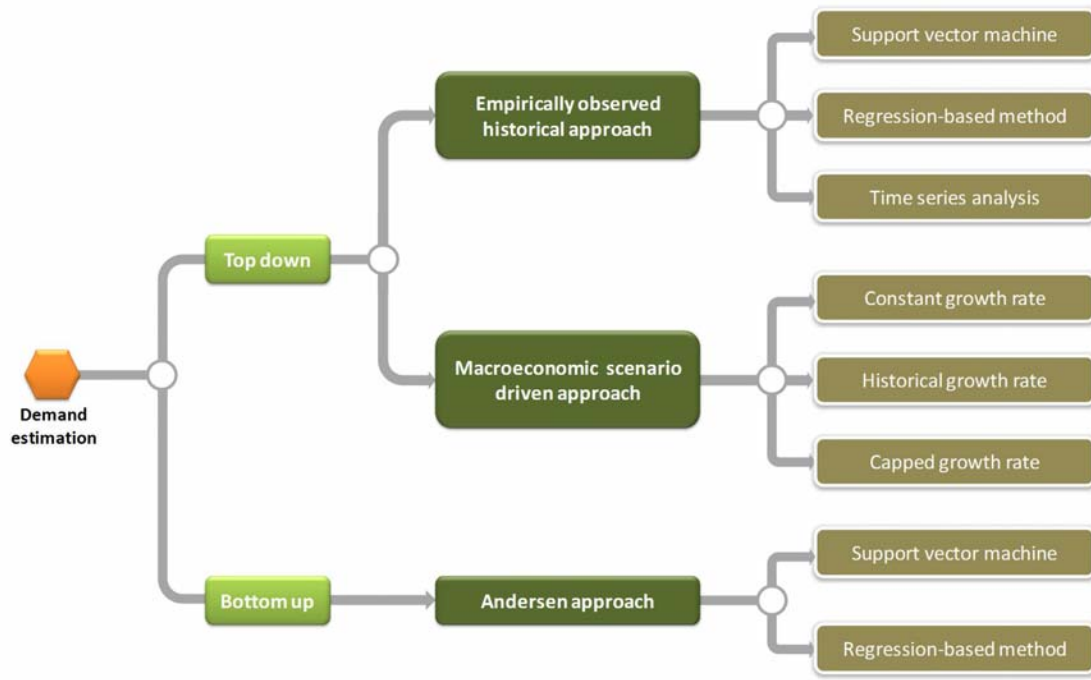 Support vector machine
Empirically observed
historical approach
Regression-based method
Time series analysis
Top down
Constant growth rate
Macroeconomic scenario
driven approach
Historical growth rate
Demand
estimation
Capped growth rate
Support vector machine
Bottom up
Andersen approach
Regression-based method